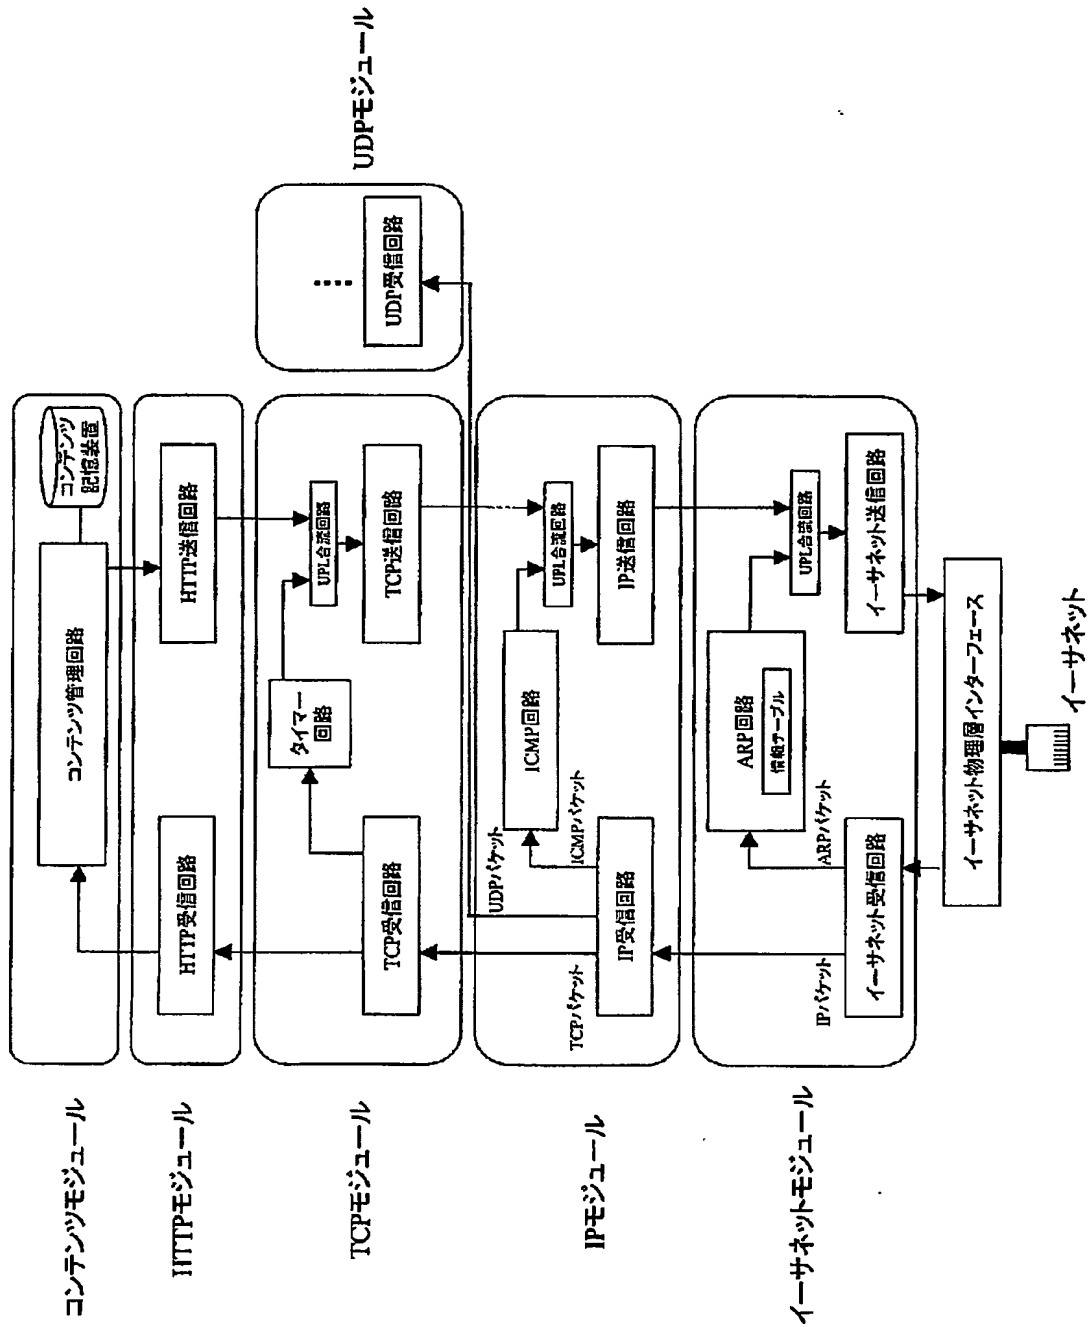 コンテンツモジュール
コンテンツ管理回路
コンテンツ
記憶装置
HTTPモジュール
HTTP受信回路
HTTP送信回路
TCPモジュール
TCP受信回路
タイマー
回路
UPL合流回路
TCP送信回路
UDPモジュール
UDP受信回路
IPモジュール
TCPパケット
UDPパケット
ICMPパケット
IP受信回路
ICMP回路
UPL合流回路
IP送信回路
イーサネットモジュール
IPパケット
ARPパケット
イーサネット受信回路
ARP回路
情報テーブル
UPL合流回路
イーサネット送信回路
イーサネット物理層インターフェース
イーサネット